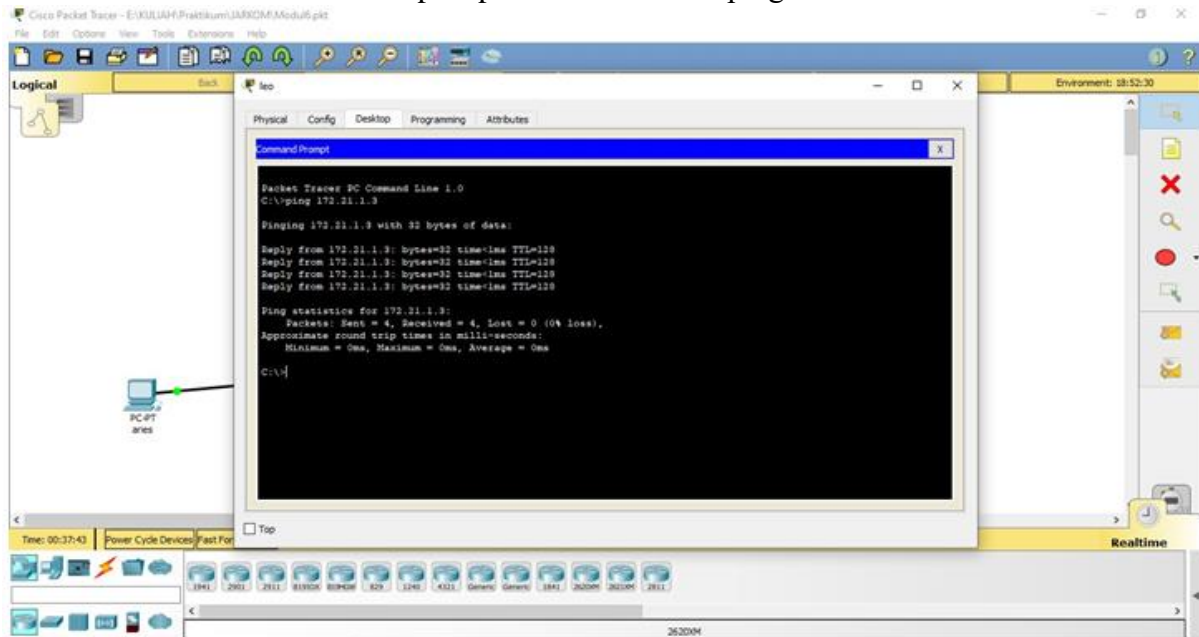 Cisco Packet Tracer - E:\KULIAH\Praktikum\JARKOM\Modul6.pkt
File Edit Options View Tools Extensions Help
Logical
Back
Environment: 18:52:30
leo
Physical Config Desktop Programming Attributes
Command Prompt
X
Packet Tracer PC Command Line 1.0
C:\>ping 172.21.1.3
Pinging 172.21.1.3 with 32 bytes of data:
Reply from 172.21.1.3: bytes=32 time<1ms TTL=128
Reply from 172.21.1.3: bytes=32 time<1ms TTL=128
Reply from 172.21.1.3: bytes=32 time<1ms TTL=128
Reply from 172.21.1.3: bytes=32 time<1ms TTL=128
Ping statistics for 172.21.1.3:
Packets: Sent = 4, Received = 4, Lost = 0 (0% loss),
Approximate round trip times in milli-seconds:
Minimum = 0ms, Maximum = 0ms, Average = 0ms
C:\>
PC-PT
aries
Top
Time: 00:37:43 Power Cycle Devices Fast For
Realtime
1941 2901 2911 819IOX 819HGW 829 1240 4321 Generic Generic 1841 2620XM 2621XM 2811
2620XM